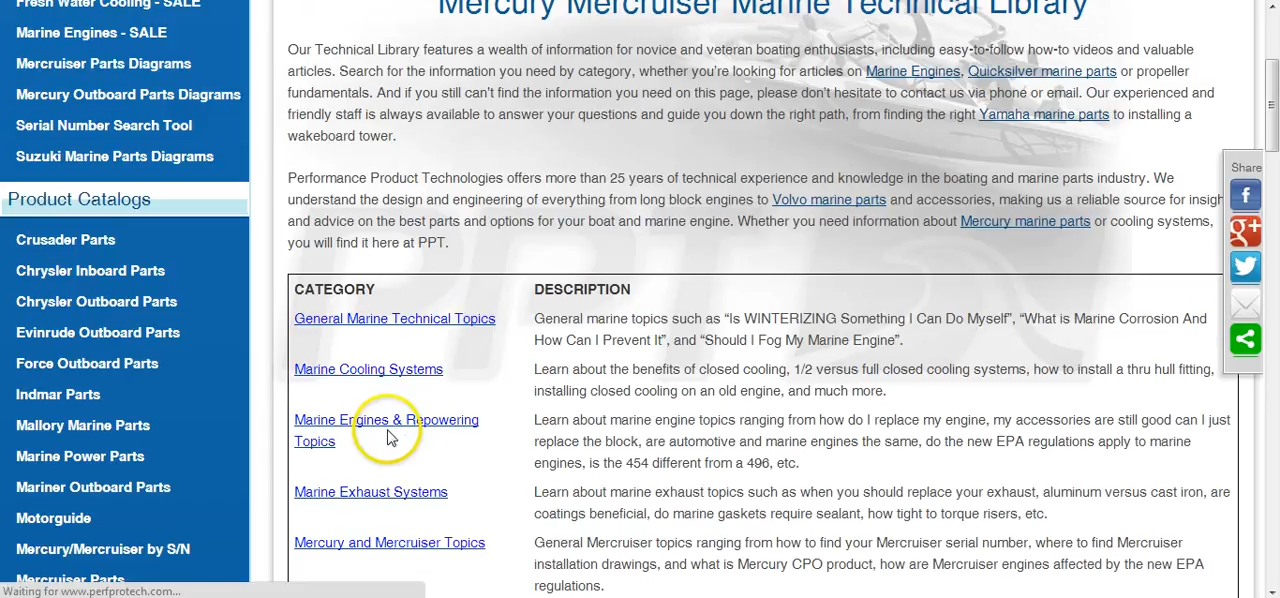 Fresh Water Cooling - SALE
Marine Engines - SALE
Mercruiser Parts Diagrams
Mercury Outboard Parts Diagrams
Serial Number Search Tool
Suzuki Marine Parts Diagrams
Product Catalogs
Crusader Parts
Chrysler Inboard Parts
Chrysler Outboard Parts
Evinrude Outboard Parts
Force Outboard Parts
Indmar Parts
Mallory Marine Parts
Marine Power Parts
Mariner Outboard Parts
Motorguide
Mercury/Mercruiser by S/N
Mercruiser Parts
Mercury Mercruiser Marine Technical Library
Our Technical Library features a wealth of information for novice and veteran boating enthusiasts, including easy-to-follow how-to videos and valuable
articles. Search for the information you need by category, whether you're looking for articles on Marine Engines, Quicksilver marine parts or propeller
fundamentals. And if you still can't find the information you need on this page, please don't hesitate to contact us via phone or email. Our experienced and
friendly staff is always available to answer your questions and guide you down the right path, from finding the right Yamaha marine parts to installing a
wakeboard tower.
Performance Product Technologies offers more than 25 years of technical experience and knowledge in the boating and marine parts industry. We
understand the design and engineering of everything from long block engines to Volvo marine parts and accessories, making us a reliable source for insigh
and advice on the best parts and options for your boat and marine engine. Whether you need information about Mercury marine parts or cooling systems,
you will find it here at PPT.
CATEGORY DESCRIPTION
General Marine Technical Topics General marine topics such as “Is WINTERIZING Something I Can Do Myself”, “What is Marine Corrosion And
How Can I Prevent It”, and “Should I Fog My Marine Engine”.
Marine Cooling Systems Learn about the benefits of closed cooling, 1/2 versus full closed cooling systems, how to install a thru hull fitting,
installing closed cooling on an old engine, and much more.
Marine Engines & Repowering Learn about marine engine topics ranging from how do I replace my engine, my accessories are still good can I just
Topics replace the block, are automotive and marine engines the same, do the new EPA regulations apply to marine
engines, is the 454 different from a 496, etc.
Marine Exhaust Systems Learn about marine exhaust topics such as when you should replace your exhaust, aluminum versus cast iron, are
coatings beneficial, do marine gaskets require sealant, how tight to torque risers, etc.
Mercury and Mercruiser Topics General Mercruiser topics ranging from how to find your Mercruiser serial number, where to find Mercruiser
installation drawings, and what is Mercury CPO product, how are Mercruiser engines affected by the new EPA
regulations.
Share
f
g+
Waiting for www.perfprotech.com...
PPT